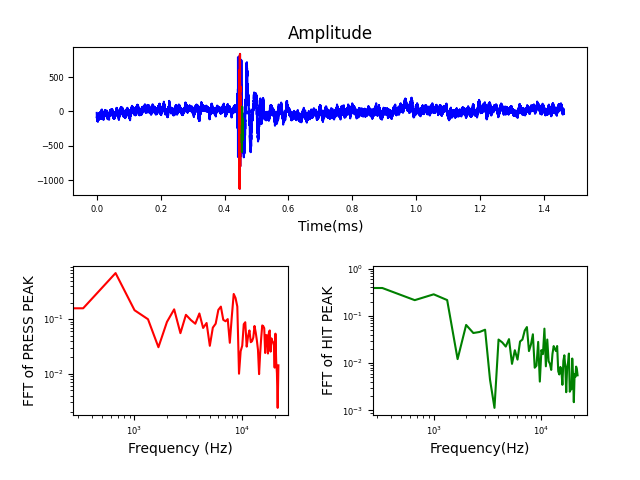 Amplitude
500
0
−500
−1000
0.0 0.2 0.4 0.6 0.8 1.0 1.2 1.4
Time(ms)
FFT of PRESS PEAK
10⁻¹
10⁻²
10³ 10⁴
Frequency (Hz)
FFT of HIT PEAK
10⁰
10⁻¹
10⁻²
10⁻³
10³ 10⁴
Frequency(Hz)